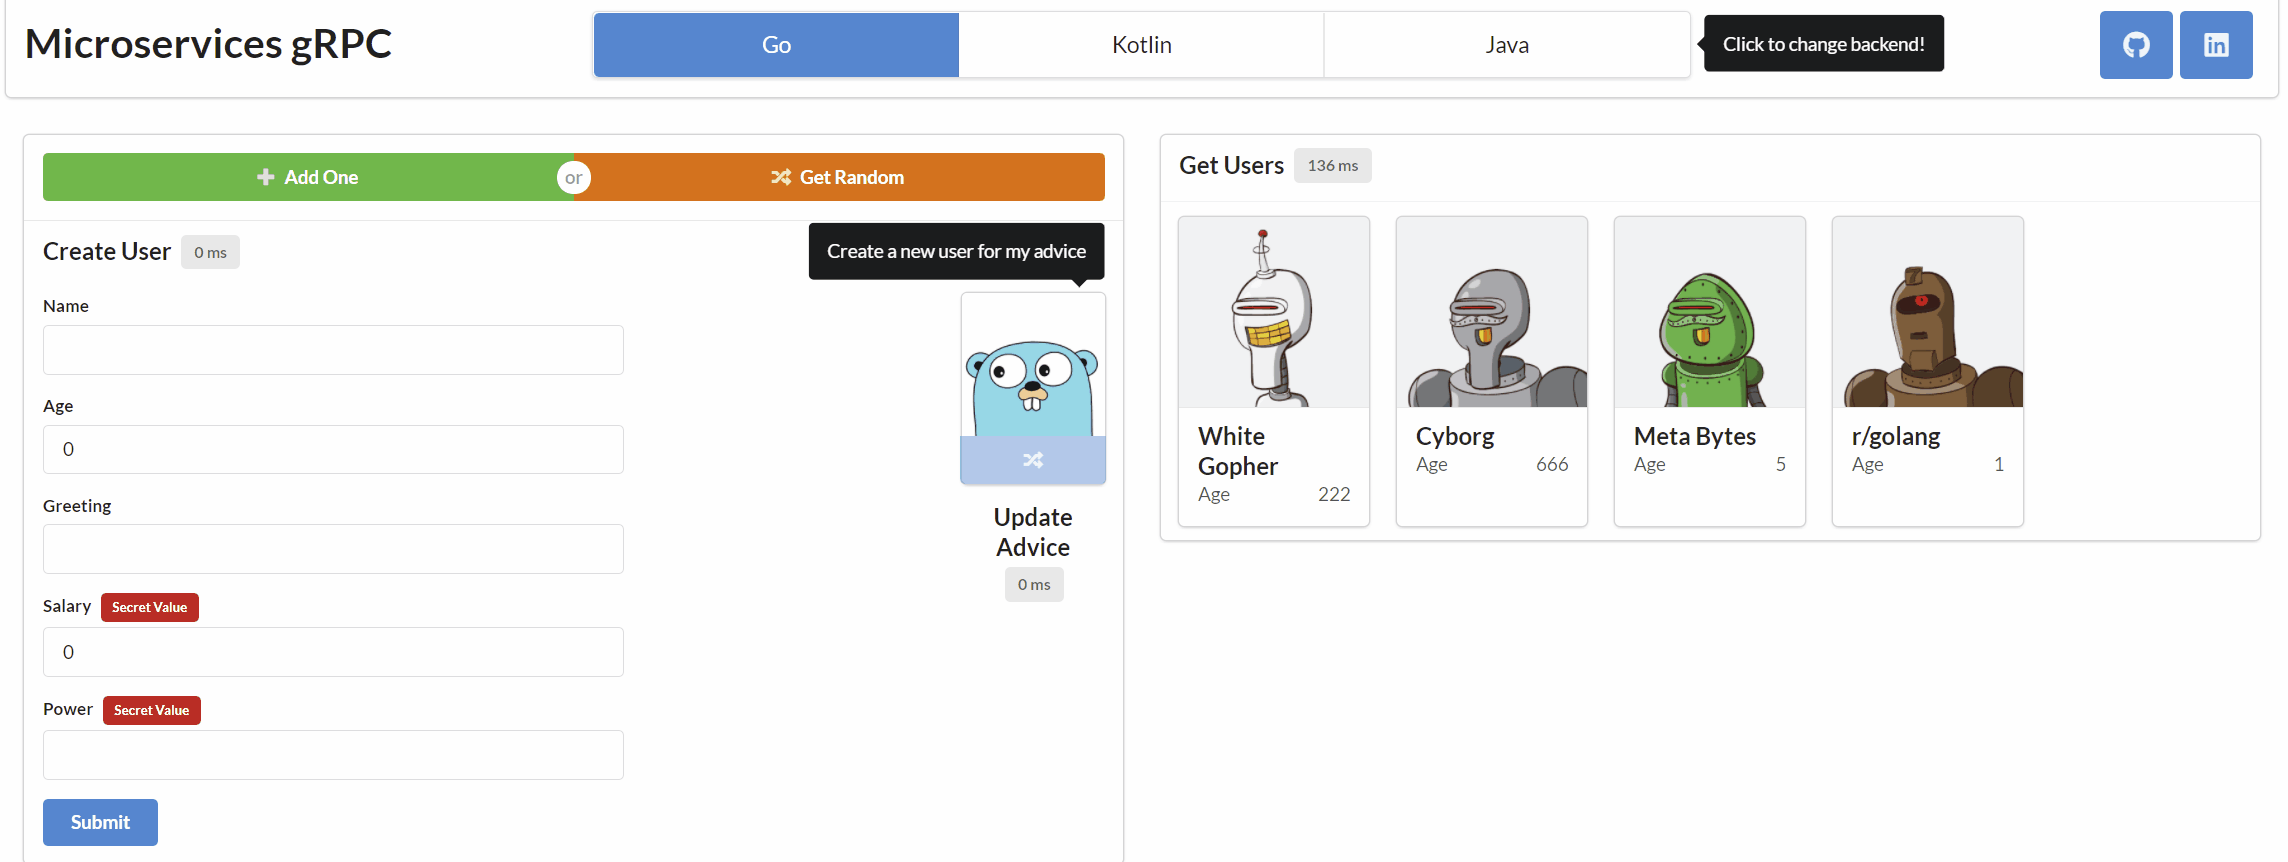 Microservices gRPC
Go
Kotlin
Java
Click to change backend!
Add One
or
Get Random
Create User 0 ms
Create a new user for my advice
Name
Age
0
Greeting
Salary Secret Value
0
Power Secret Value
Submit
Update
Advice
0 ms
Get Users 136 ms
White
Gopher
Age 222
Cyborg
Age 666
Meta Bytes
Age 5
r/golang
Age 1